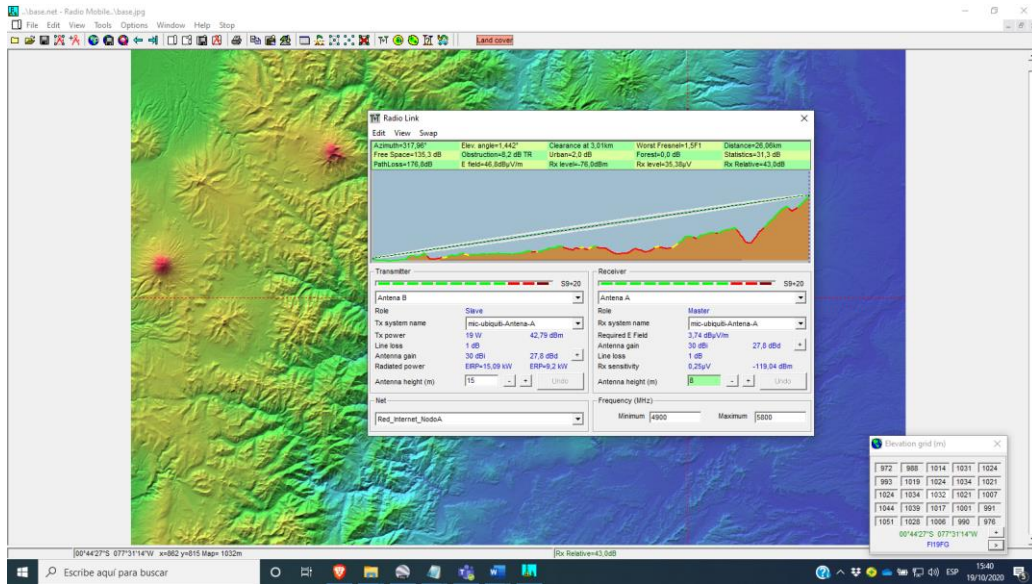 ..\base.net - Radio Mobile..\base.jpg
File Edit View Tools Options Window Help Stop
Land cover
Radio Link
Edit View Swap
Azimuth=317,96° Elev. angle=1,442° Clearance at 3,01km Worst Fresnel=1,5F1 Distance=26,06km
Free Space=135,3 dB Obstruction=8,2 dB TR Urban=2,0 dB Forest=0,0 dB Statistics=31,3 dB
PathLoss=176,8dB E field=46,8dBµV/m Rx level=-76,0dBm Rx level=35,38µV Rx Relative=43,0dB
Transmitter Receiver
S9+20 S9+20
Antena B Antena A
Role Slave Role Master
Tx system name mic-ubiquiti-Antena-A Rx system name mic-ubiquiti-Antena-A
Tx power 19 W 42,79 dBm Required E Field 3,74 dBµV/m
Line loss 1 dB Antenna gain 30 dBi 27,8 dBd +
Antenna gain 30 dBi 27,8 dBd + Line loss 1 dB
Radiated power EIRP=15,09 kW ERP=9,2 kW Rx sensitivity 0,25µV -119,04 dBm
Antenna height (m) 15 - + Undo Antenna height (m) 8 - + Undo
Net Frequency (MHz)
Red_Internet_NodoA Minimum 4900 Maximum 5800
Elevation grid (m)
972 988 1014 1031 1024
993 1019 1024 1034 1021
1024 1034 1032 1021 1007
1044 1039 1017 1001 991
1051 1028 1006 990 976
00°44'27"S 077°31'14"W +
FI19FG >
00°44'27"S 077°31'14"W x=862 y=815 Map= 1032m Rx Relative=43,0dB
Escribe aquí para buscar
ESP 15:40
19/10/2020